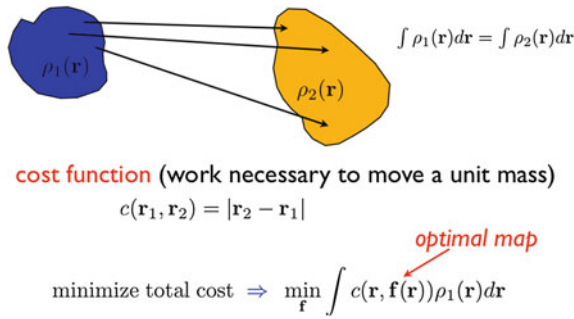 ρ₁(𝐫)
ρ₂(𝐫)
∫ ρ₁(𝐫)d𝐫 = ∫ ρ₂(𝐫)d𝐫
cost function (work necessary to move a unit mass)
c(𝐫₁, 𝐫₂) = |𝐫₂ − 𝐫₁|
optimal map
minimize total cost ⇒ min_𝐟 ∫ c(𝐫, 𝐟(𝐫))ρ₁(𝐫)d𝐫